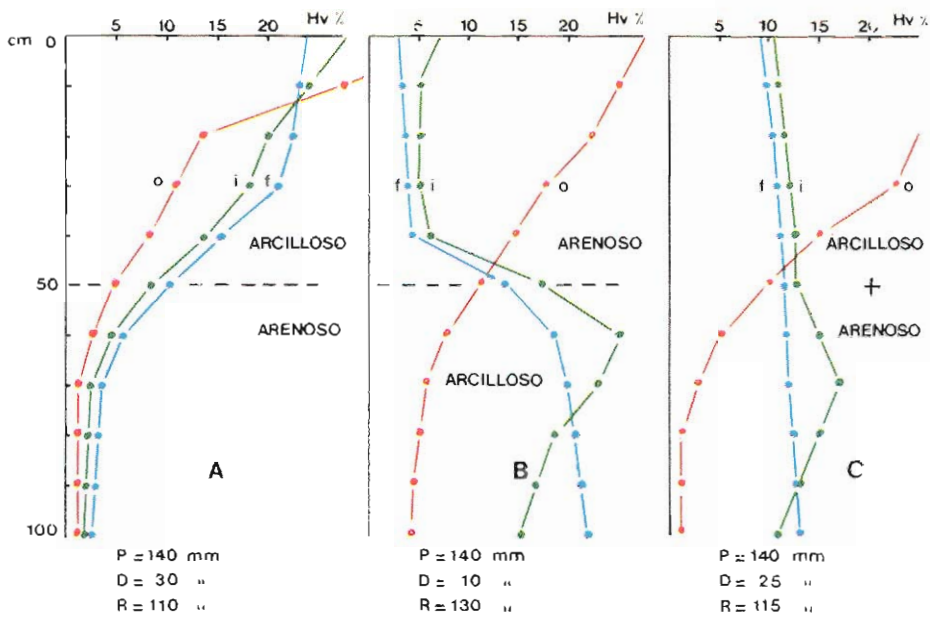 5 10 15 20 Hv %
5 10 15 20 Hv %
5 10 15 20 Hv %
cm 0
50
100
o i f
ARCILLOSO
ARENOSO
A
f i o
ARENOSO
ARCILLOSO
B
f i o
ARCILLOSO
+
ARENOSO
C
P = 140 mm
D = 30 "
R = 110 "
P = 140 mm
D = 10 "
R = 130 "
P = 140 mm
D = 25 "
R = 115 "